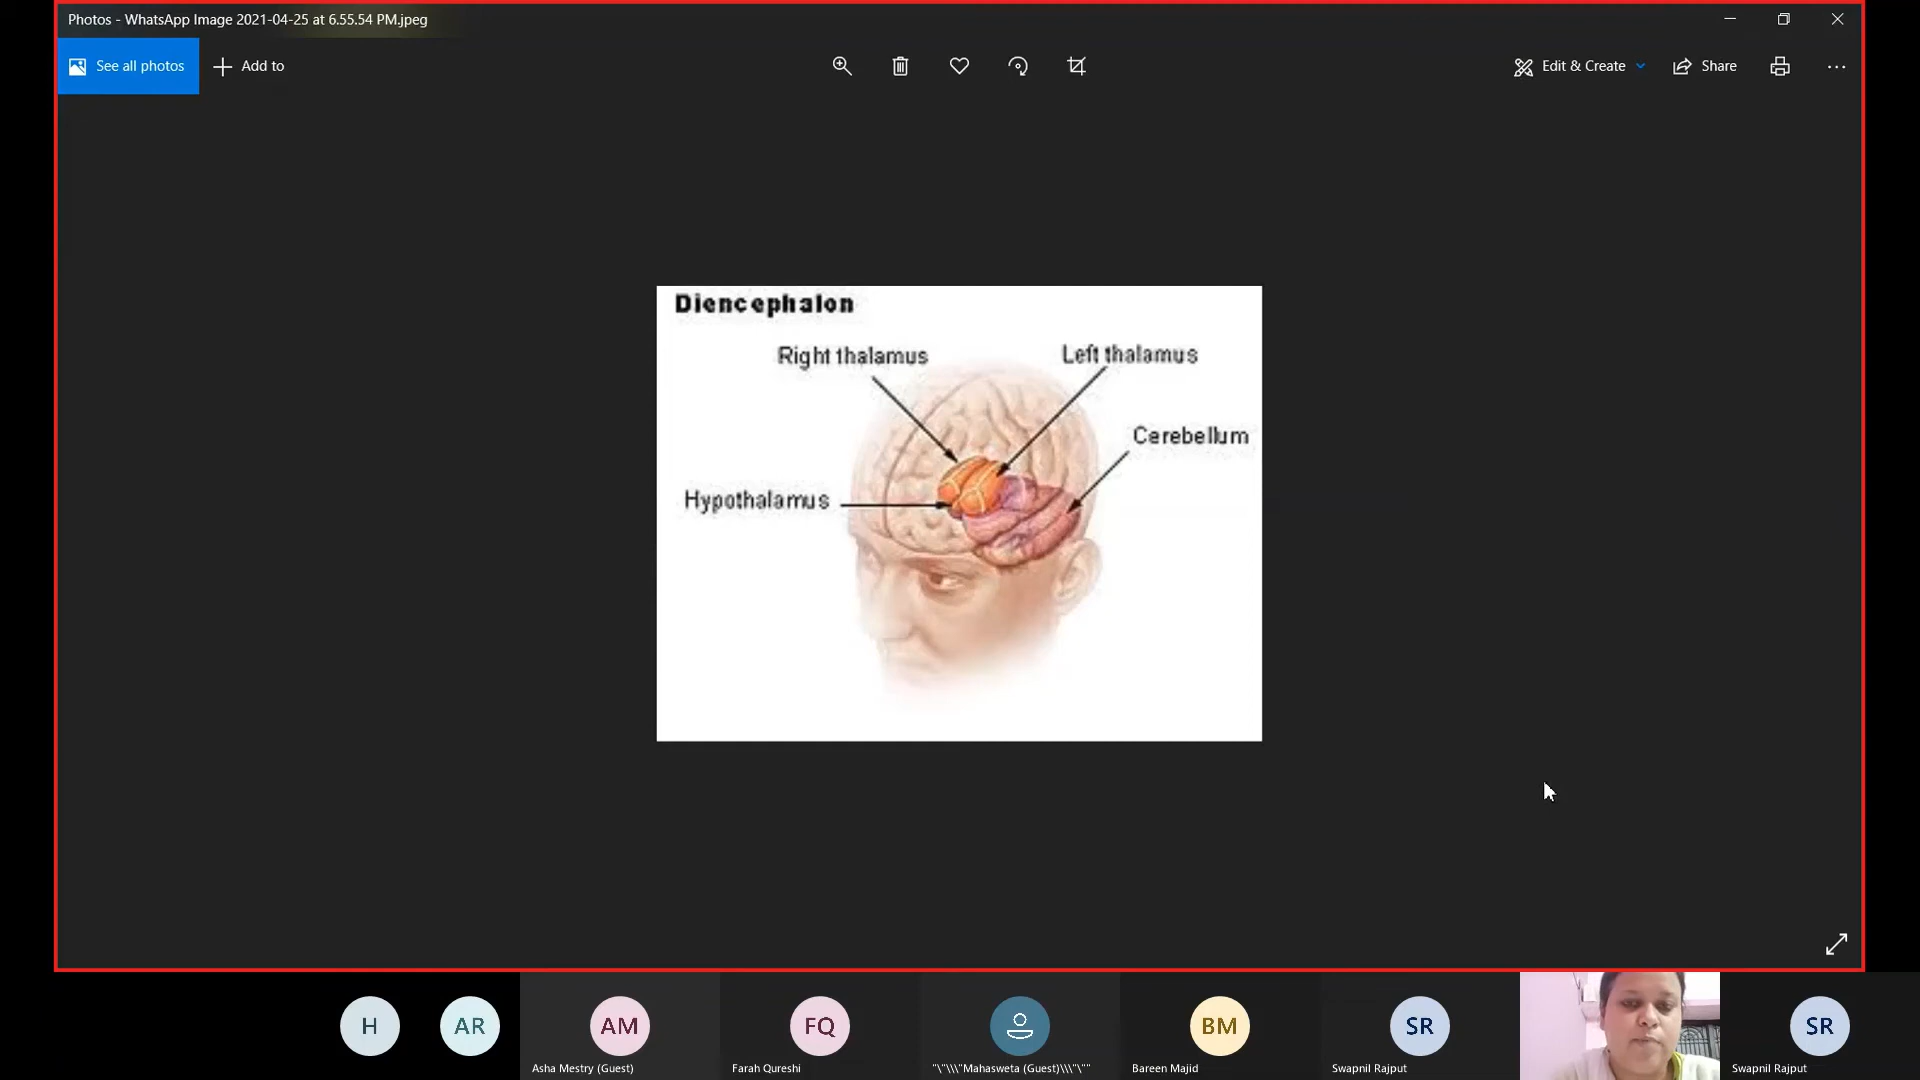 Photos - WhatsApp Image 2021-04-25 at 6.55.54 PM.jpeg
See all photos
Add to
Edit & Create
Share
Diencephalon
Right thalamus
Left thalamus
Cerebellum
Hypothalamus
H
AR
AM
FQ
BM
SR
SR
Asha Mestry (Guest)
Farah Qureshi
"\"\\\"Mahasweta (Guest)\\\"\""
Bareen Majid
Swapnil Rajput
Swapnil Rajput